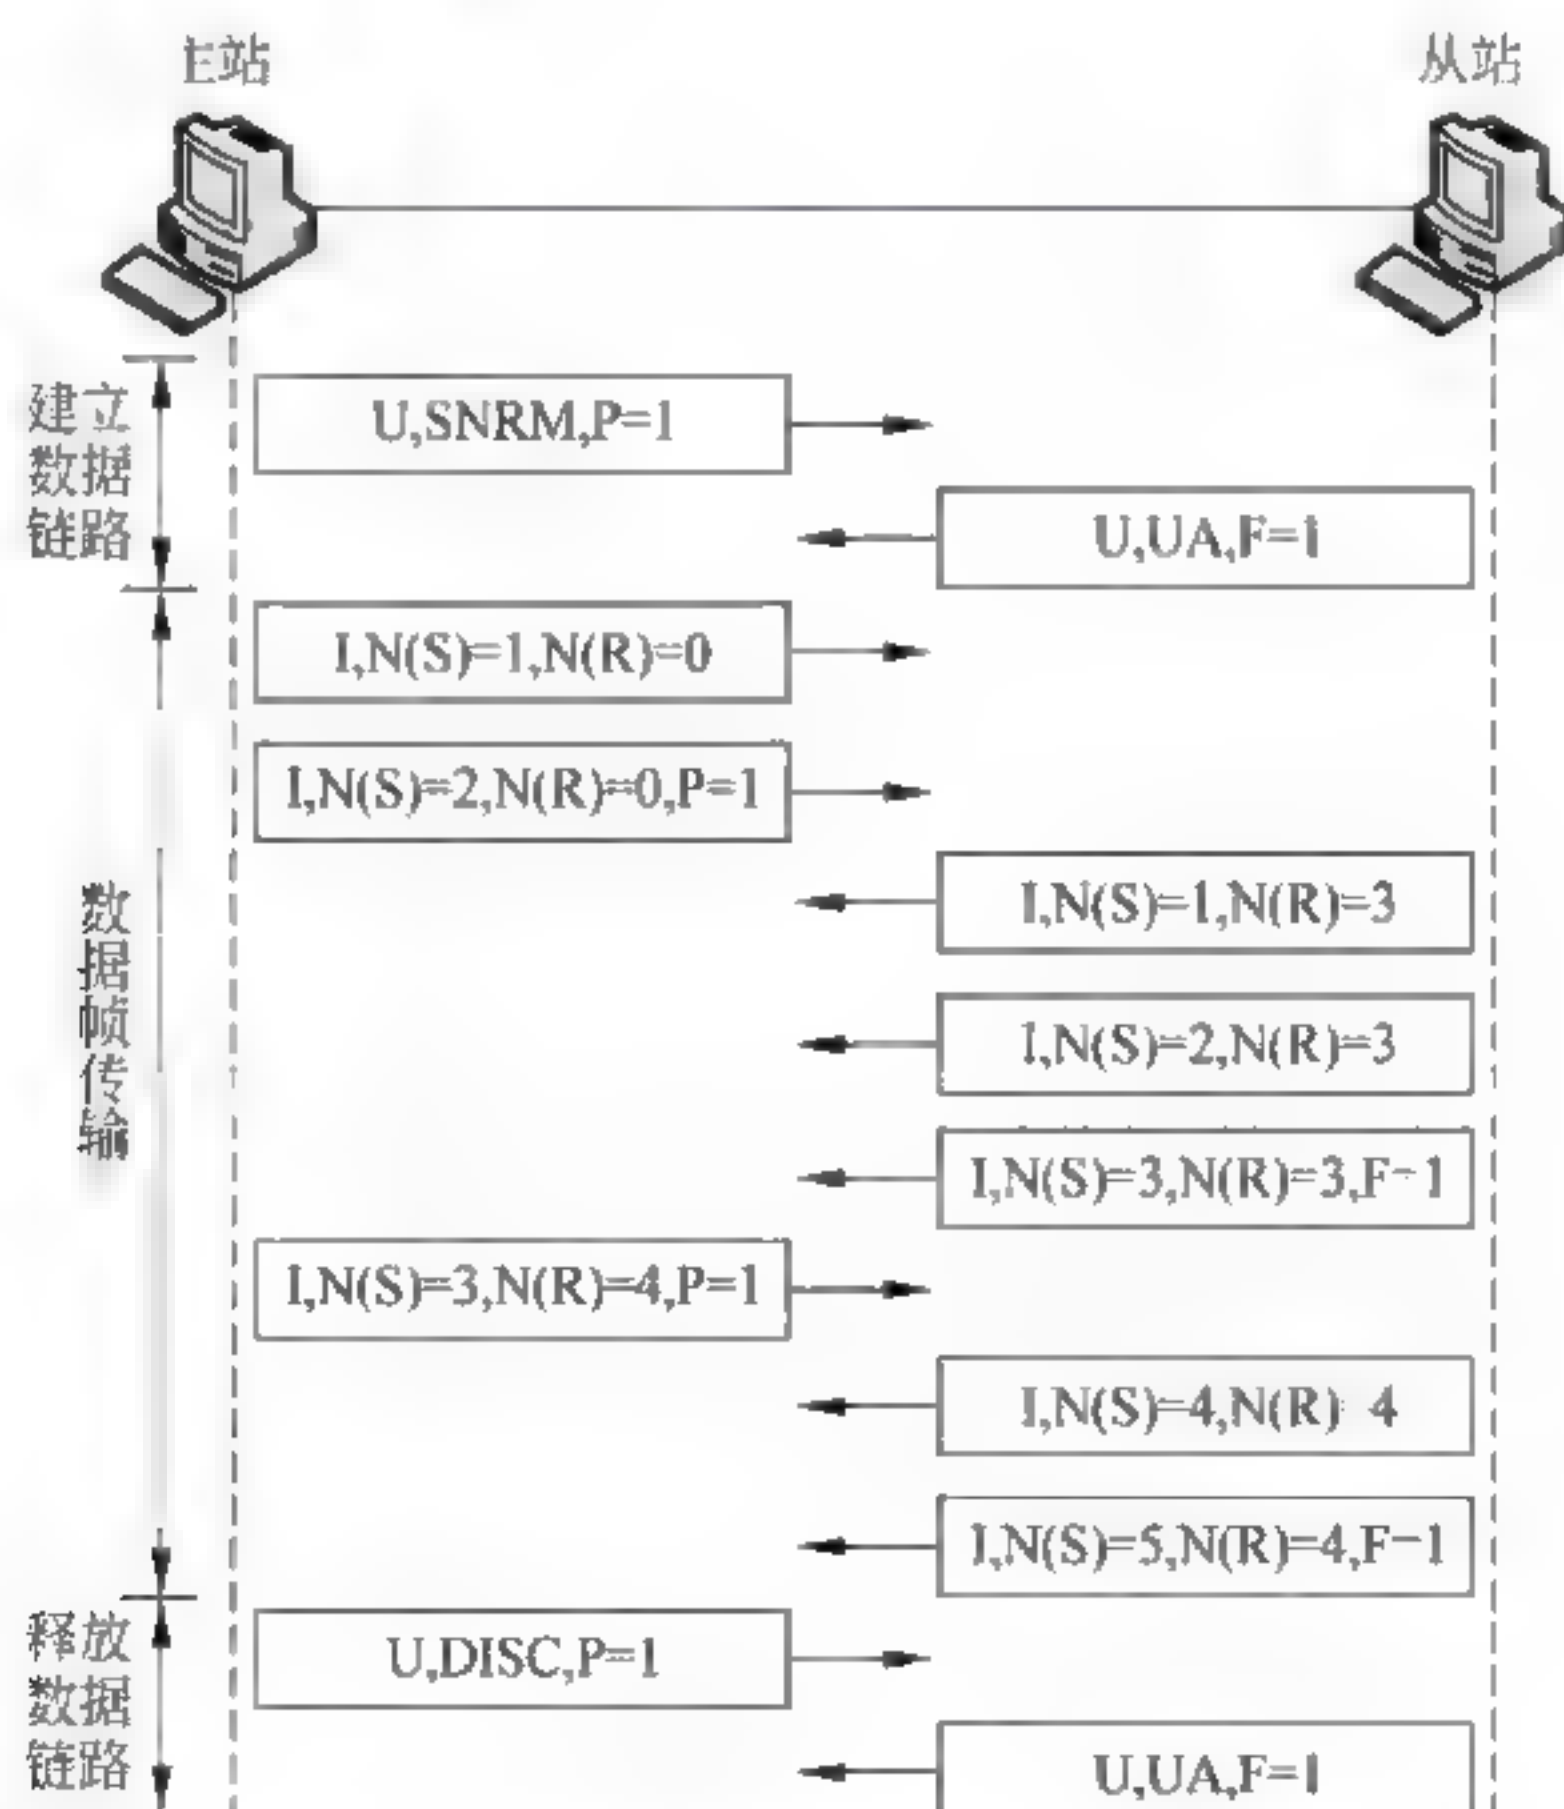 主站
从站
建立
数据
链路
U,SNRM,P=1
U,UA,F=1
I,N(S)=1,N(R)=0
I,N(S)=2,N(R)=0,P=1
数
据
帧
传
输
I,N(S)=1,N(R)=3
I,N(S)=2,N(R)=3
I,N(S)=3,N(R)=3,F=1
I,N(S)=3,N(R)=4,P=1
I,N(S)=4,N(R)=4
I,N(S)=5,N(R)=4,F=1
释放
数据
链路
U,DISC,P=1
U,UA,F=1